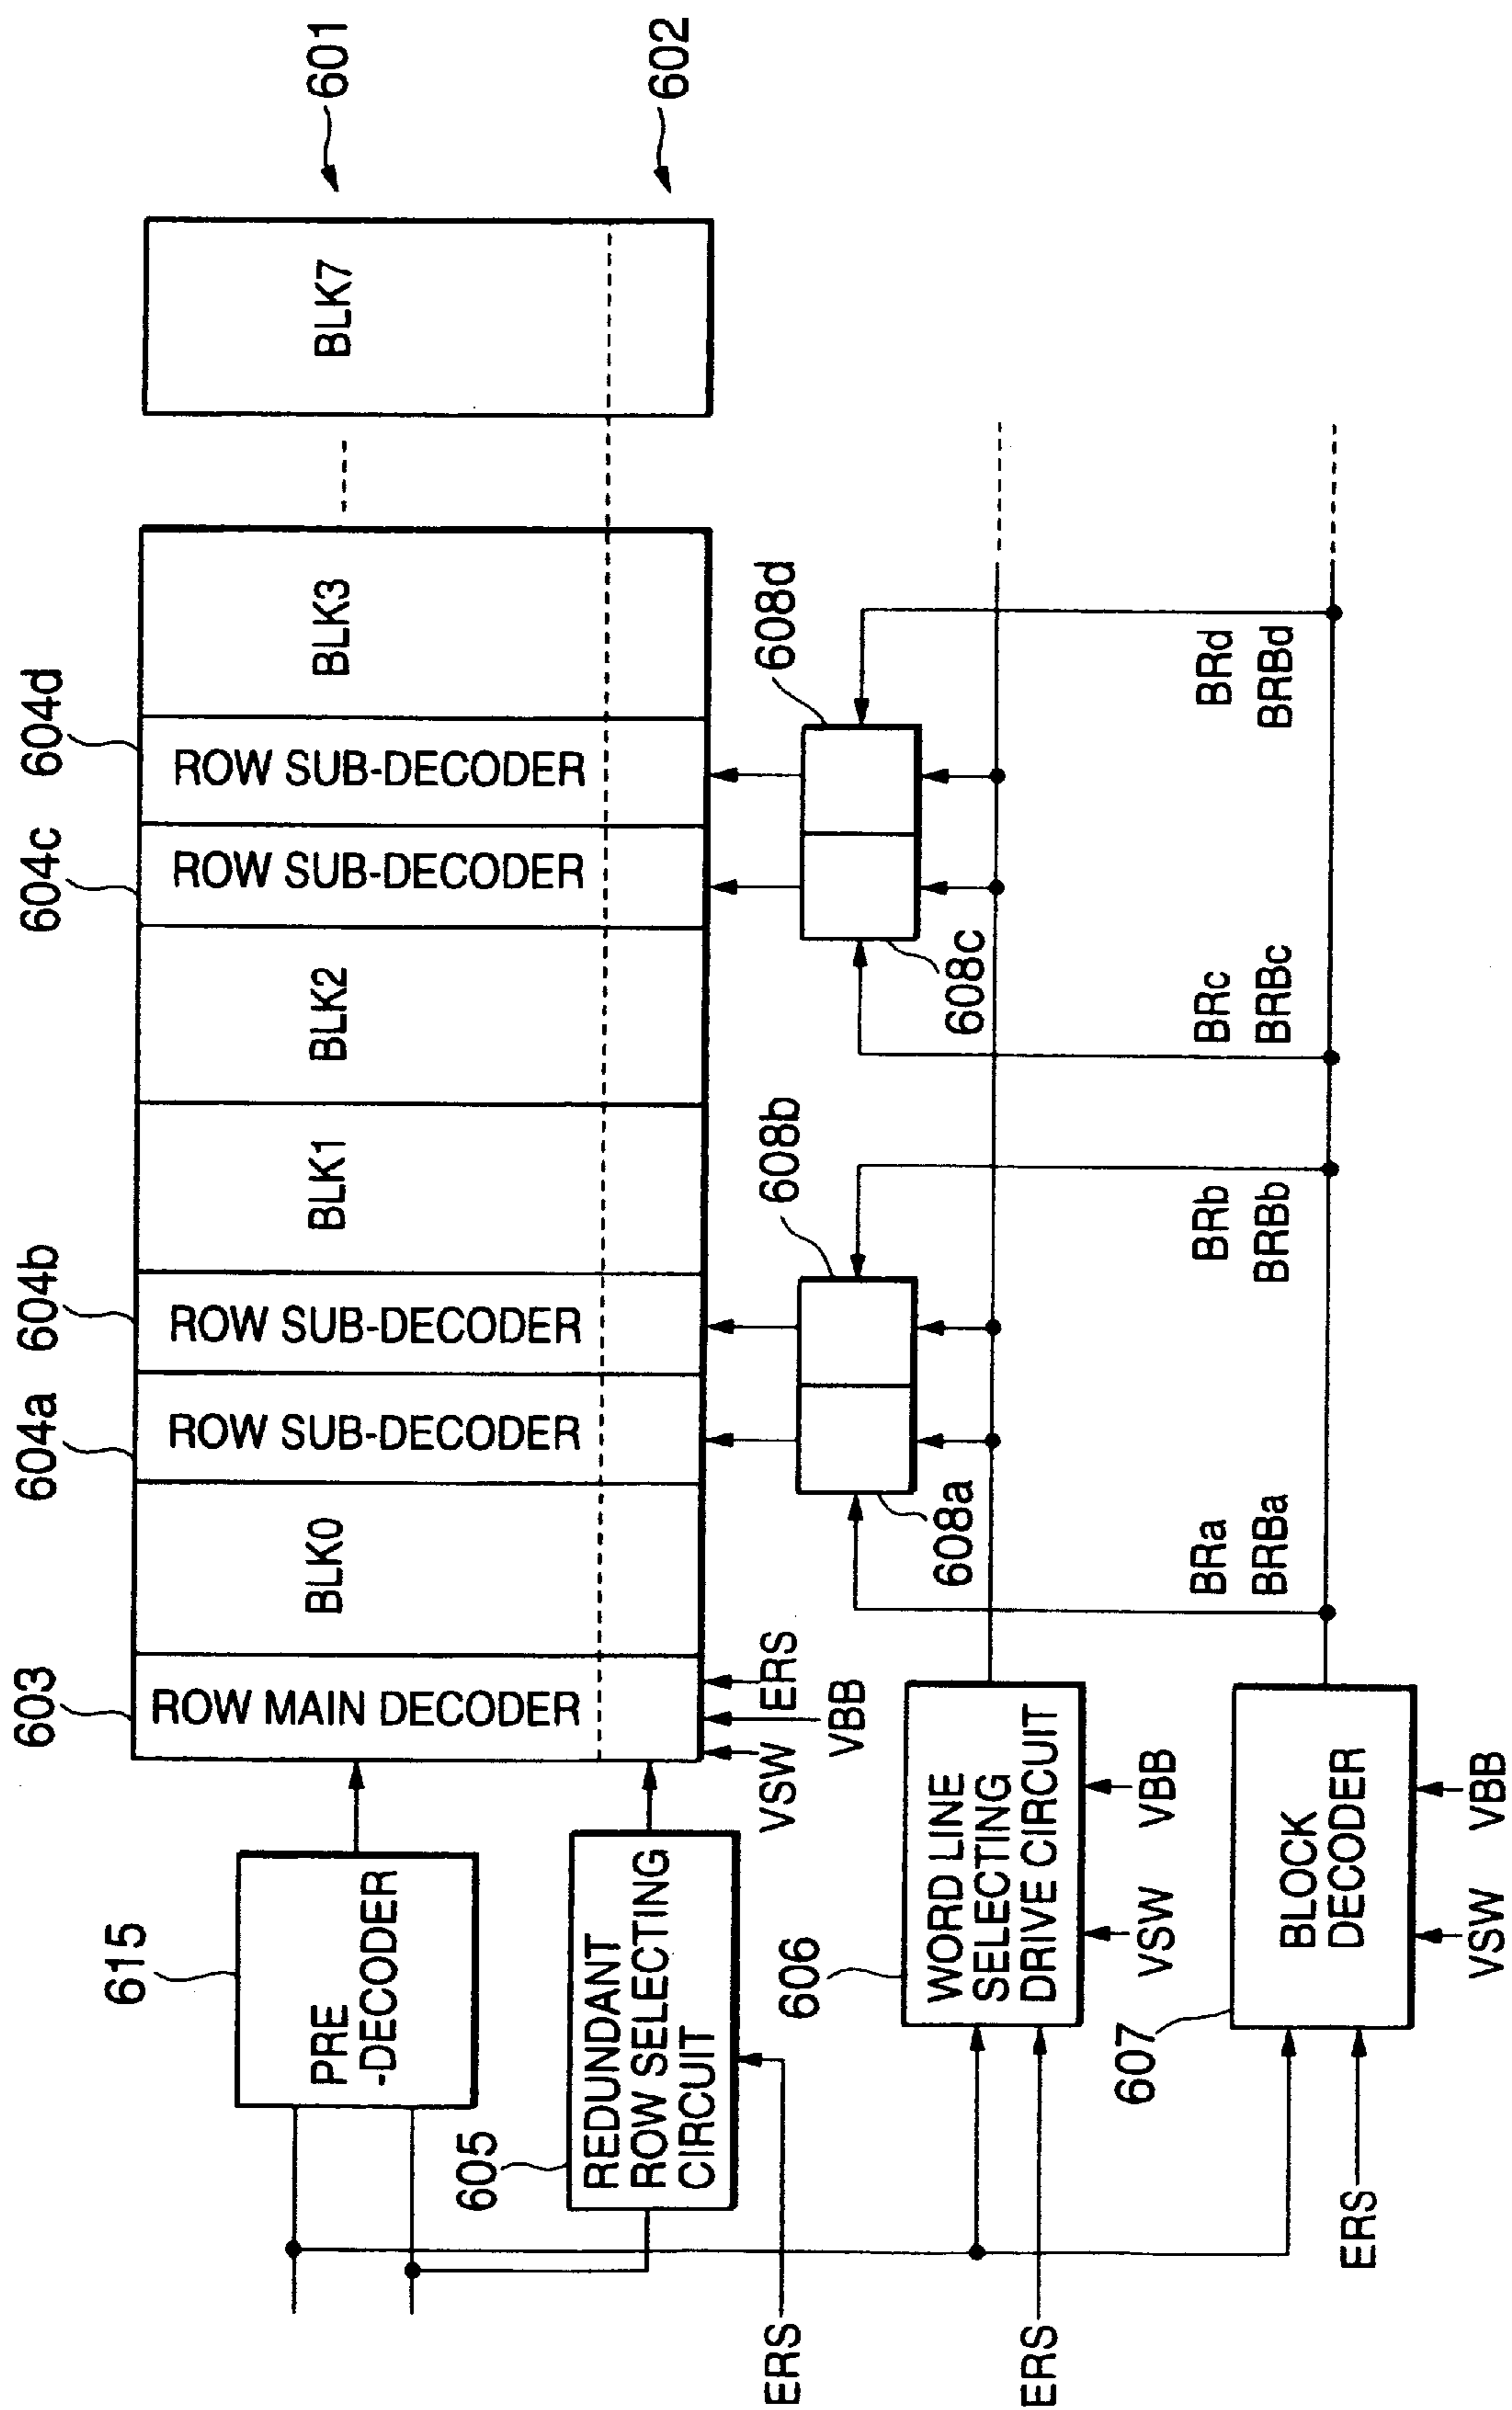 601
602
604d
604c
604b
604a
603
BLK7
BLK3
ROW SUB-DECODER
ROW SUB-DECODER
BLK2
BLK1
ROW SUB-DECODER
ROW SUB-DECODER
BLK0
ROW MAIN DECODER
VSW
VBB
ERS
615
PRE
-DECODER
605
REDUNDANT
ROW SELECTING
CIRCUIT
ERS
608d
608c
608b
608a
606
WORD LINE
SELECTING
DRIVE CIRCUIT
VSW
VBB
ERS
BRa
BRBa
BRb
BRBb
BRc
BRBc
BRd
BRBd
607
BLOCK
DECODER
VSW
VBB
ERS